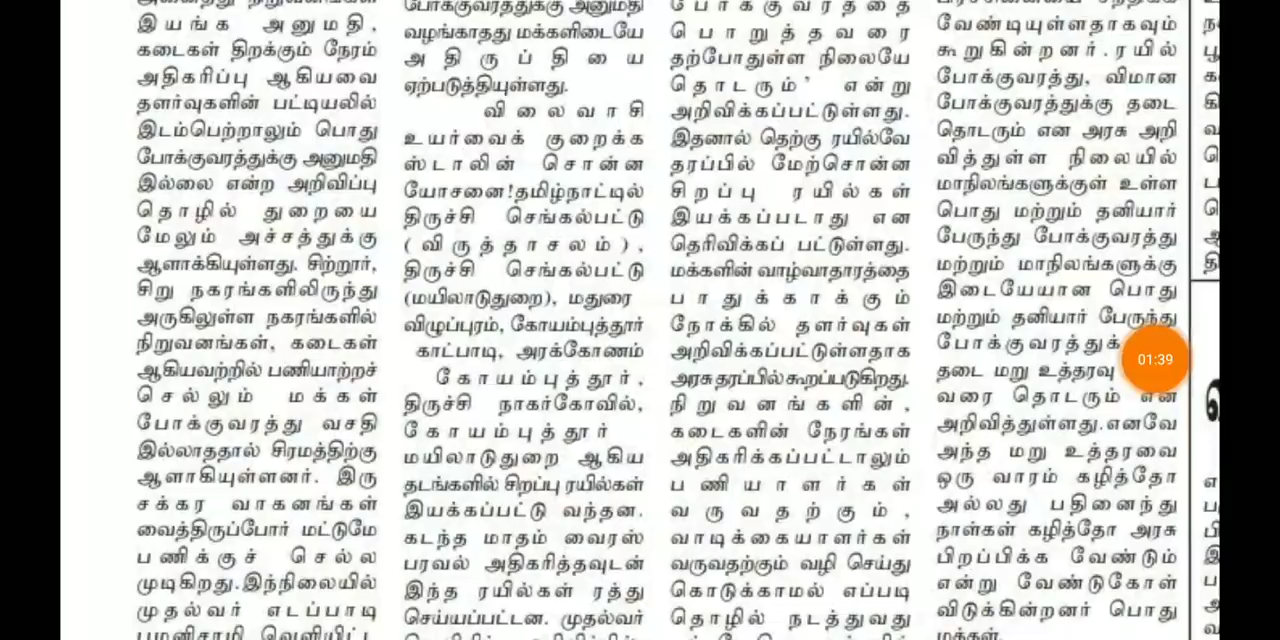 இயங்க அனுமதி,
கடைகள் திறக்கும் நேரம்
அதிகரிப்பு ஆகியவை
தளர்வுகளின் பட்டியலில்
இடம்பெற்றாலும் பொது
போக்குவரத்துக்கு அனுமதி
இல்லை என்ற அறிவிப்பு
தொழில் துறையை
மேலும் அச்சத்துக்கு
ஆளாக்கியுள்ளது. சிற்றூர்,
சிறு நகரங்களிலிருந்து
அருகிலுள்ள நகரங்களில்
நிறுவனங்கள், கடைகள்
ஆகியவற்றில் பணியாற்றச்
செல்லும் மக்கள்
போக்குவரத்து வசதி
இல்லாததால் சிரமத்திற்கு
ஆளாகியுள்ளனர். இரு
சக்கர வாகனங்கள்
வைத்திருப்போர் மட்டுமே
பணிக்குச் செல்ல
முடிகிறது.இந்நிலையில்
முதல்வர் எடப்பாடி
பழனிசாமி வெளியிட்ட
போக்குவரத்துக்கு அனுமதி
வழங்காதது மக்களிடையே
அதிருப்தியை
ஏற்படுத்தியுள்ளது.
விலைவாசி
உயர்வைக் குறைக்க
ஸ்டாலின் சொன்ன
யோசனை!தமிழ்நாட்டில்
திருச்சி செங்கல்பட்டு
(விருத்தாசலம்),
திருச்சி செங்கல்பட்டு
(மயிலாடுதுறை), மதுரை
விழுப்புரம், கோயம்புத்தூர்
காட்பாடி, அரக்கோணம்
கோயம்புத்தூர்,
திருச்சி நாகர்கோவில்,
கோயம்புத்தூர்
மயிலாடுதுறை ஆகிய
தடங்களில் சிறப்பு ரயில்கள்
இயக்கப்பட்டு வந்தன.
கடந்த மாதம் வைரஸ்
பரவல் அதிகரித்தவுடன்
இந்த ரயில்கள் ரத்து
செய்யப்பட்டன. முதல்வர்
போக்குவரத்தை
பொறுத்தவரை
தற்போதுள்ள நிலையே
தொடரும்' என்று
அறிவிக்கப்பட்டுள்ளது.
இதனால் தெற்கு ரயில்வே
தரப்பில் மேற்சொன்ன
சிறப்பு ரயில்கள்
இயக்கப்படாது என
தெரிவிக்கப் பட்டுள்ளது.
மக்களின் வாழ்வாதாரத்தை
பாதுக்காக்கும்
நோக்கில் தளர்வுகள்
அறிவிக்கப்பட்டுள்ளதாக
அரசு தரப்பில் கூறப்படுகிறது.
நிறுவனங்களின்,
கடைகளின் நேரங்கள்
அதிகரிக்கப்பட்டாலும்
பணியாளர்கள்
வருவதற்கும்,
வாடிக்கையாளர்கள்
வருவதற்கும் வழி செய்து
கொடுக்காமல் எப்படி
தொழில் நடத்துவது
வேண்டியுள்ளதாகவும்
கூறுகின்றனர்.ரயில்
போக்குவரத்து, விமான
போக்குவரத்துக்கு தடை
தொடரும் என அரசு அறி
வித்துள்ள நிலையில்
மாநிலங்களுக்குள் உள்ள
பொது மற்றும் தனியார்
பேருந்து போக்குவரத்து
மற்றும் மாநிலங்களுக்கு
இடையேயான பொது
மற்றும் தனியார் பேருந்து
போக்குவரத்துக்
தடை மறு உத்தரவு
வரை தொடரும் என
அறிவித்துள்ளது.எனவே
அந்த மறு உத்தரவை
ஒரு வாரம் கழித்தோ
அல்லது பதினைந்து
நாள்கள் கழித்தோ அரசு
பிறப்பிக்க வேண்டும்
என்று வேண்டுகோள்
விடுக்கின்றனர் பொது
மக்கள்.
01:39